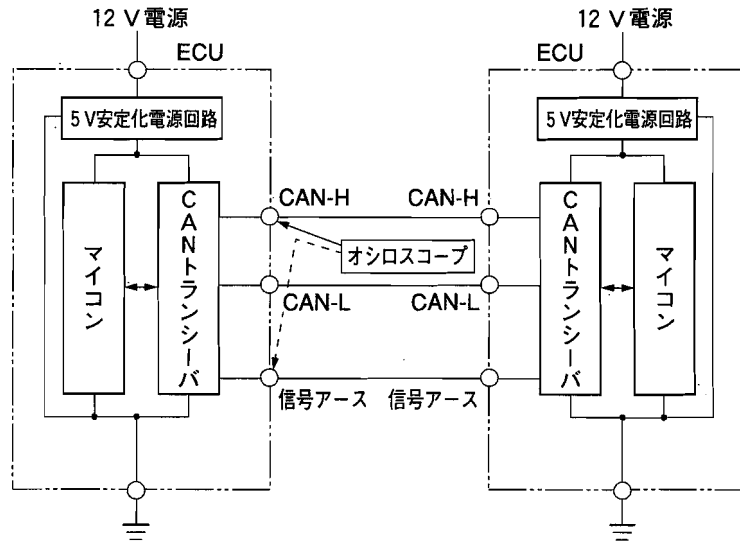 12 V電源
12 V電源
ECU
ECU
5 V安定化電源回路
5 V安定化電源回路
マイコン
CANトランシーバ
CAN-H
CAN-H
CANトランシーバ
マイコン
オシロスコープ
CAN-L
CAN-L
信号アース
信号アース